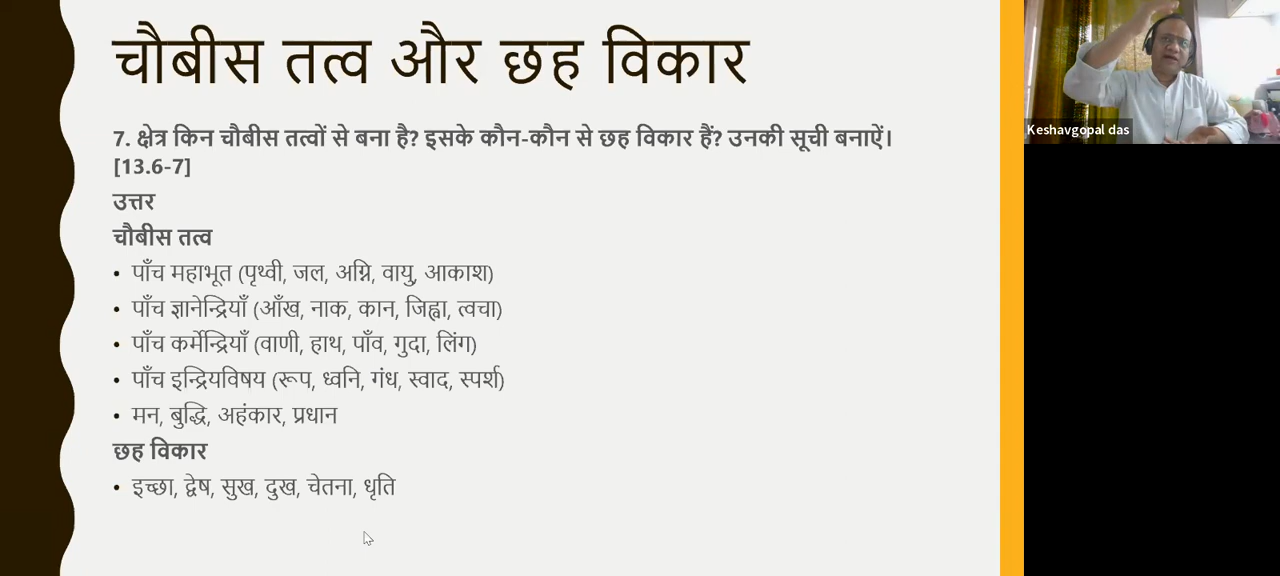 चौबीस तत्व और छह विकार
7. क्षेत्र किन चौबीस तत्वों से बना है? इसके कौन-कौन से छह विकार हैं? उनकी सूची बनाऐं।
[13.6-7]
उत्तर
चौबीस तत्व
• पाँच महाभूत (पृथ्वी, जल, अग्नि, वायु, आकाश)
• पाँच ज्ञानेन्द्रियाँ (आँख, नाक, कान, जिह्वा, त्वचा)
• पाँच कर्मेन्द्रियाँ (वाणी, हाथ, पाँव, गुदा, लिंग)
• पाँच इन्द्रियविषय (रूप, ध्वनि, गंध, स्वाद, स्पर्श)
• मन, बुद्धि, अहंकार, प्रधान
छह विकार
• इच्छा, द्वेष, सुख, दुख, चेतना, धृति
Keshavgopal das